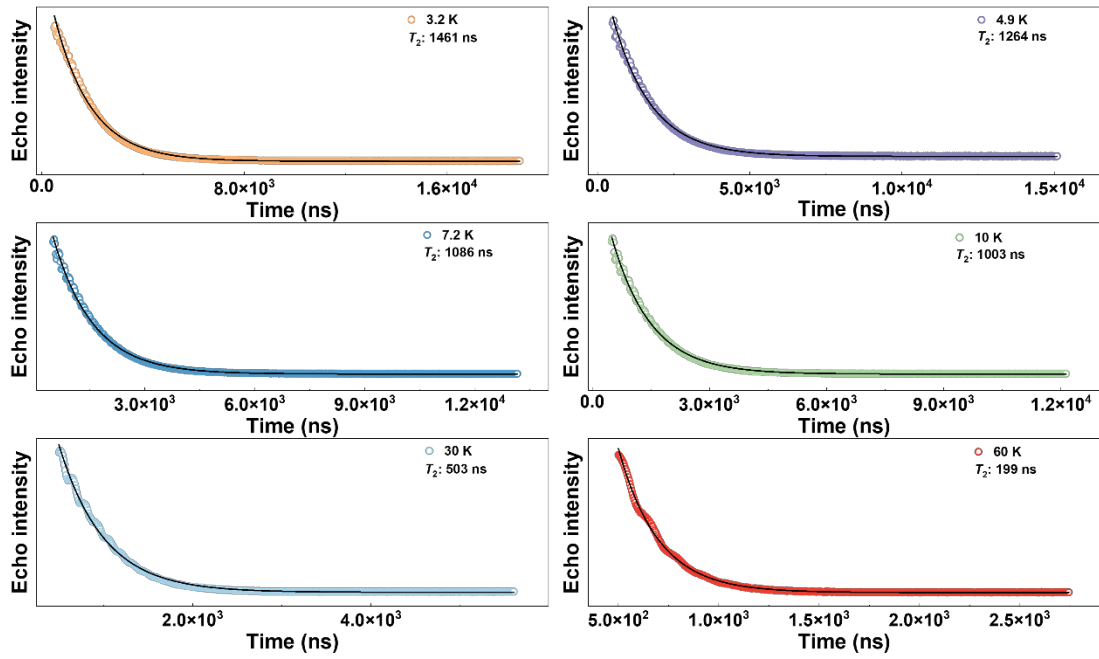 Echo intensity
3.2 K
T₂: 1461 ns
0.0
8.0×10³
1.6×10⁴
Time (ns)
Echo intensity
4.9 K
T₂: 1264 ns
0.0
5.0×10³
1.0×10⁴
1.5×10⁴
Time (ns)
Echo intensity
7.2 K
T₂: 1086 ns
3.0×10³
6.0×10³
9.0×10³
1.2×10⁴
Time (ns)
Echo intensity
10 K
T₂: 1003 ns
0.0
3.0×10³
6.0×10³
9.0×10³
1.2×10⁴
Time (ns)
Echo intensity
30 K
T₂: 503 ns
2.0×10³
4.0×10³
Time (ns)
Echo intensity
60 K
T₂: 199 ns
5.0×10²
1.0×10³
1.5×10³
2.0×10³
2.5×10³
Time (ns)